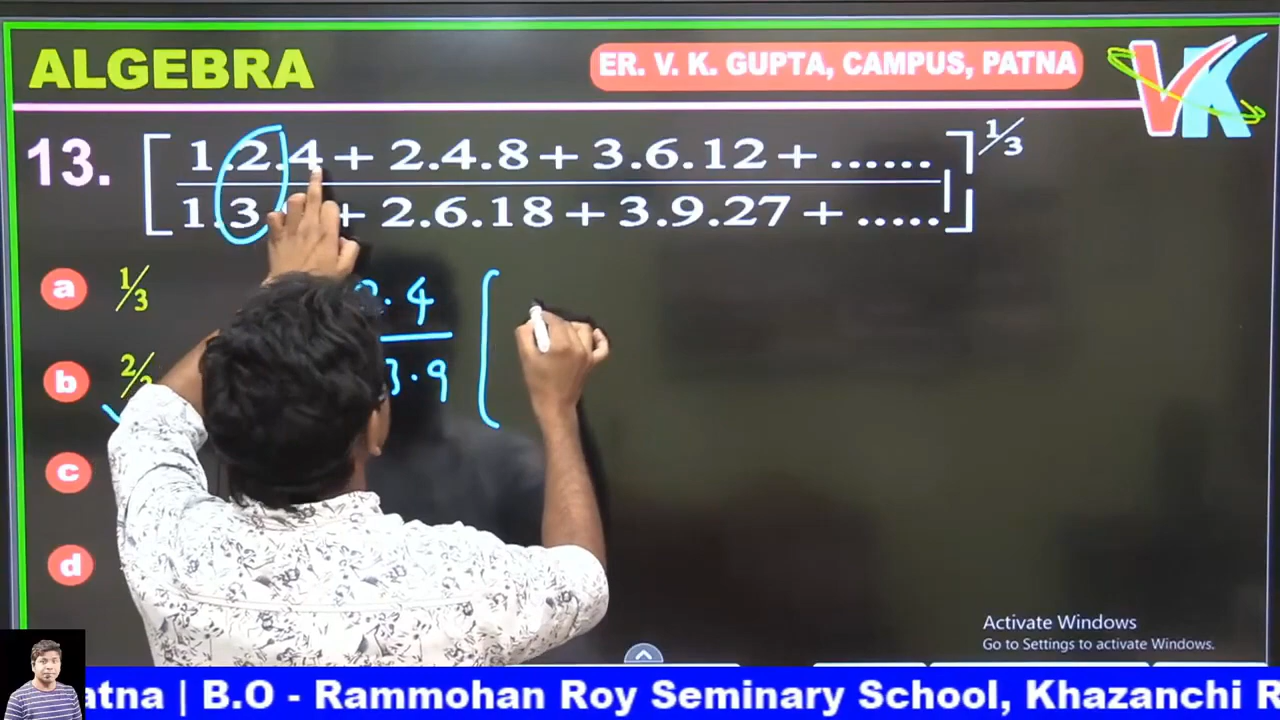 ALGEBRA
ER. V. K. GUPTA, CAMPUS, PATNA
VK
13. [ 1.2.4 + 2.4.8 + 3.6.12 + ......
1.3. + 2.6.18 + 3.9.27 + ..... ] 1/3
a 1/3
. 4
b
3.9
c
d
Activate Windows
Go to Settings to activate Windows.
atna | B.O - Rammohan Roy Seminary School, Khazanchi R